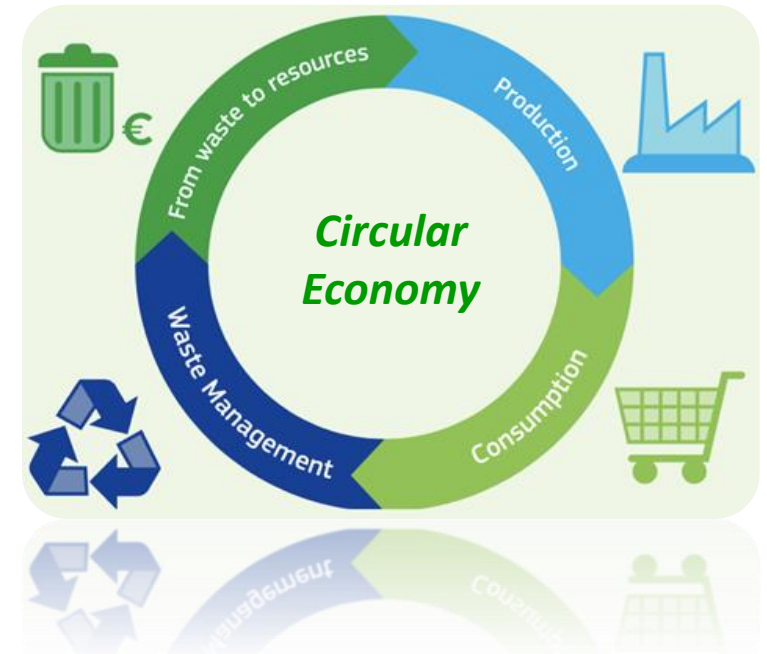 From waste to resources
€
Production
Circular
Economy
Waste Management
Consumption